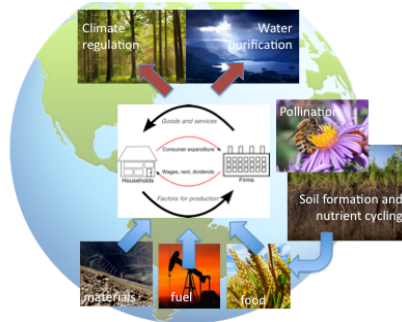 Climate
regulation
Water
purification
Goods and services
Consumer expenditure
Wages, rent, dividends
Households
Firms
Factors for production
Pollination
Soil formation and
nutrient cycling
materials
fuel
food